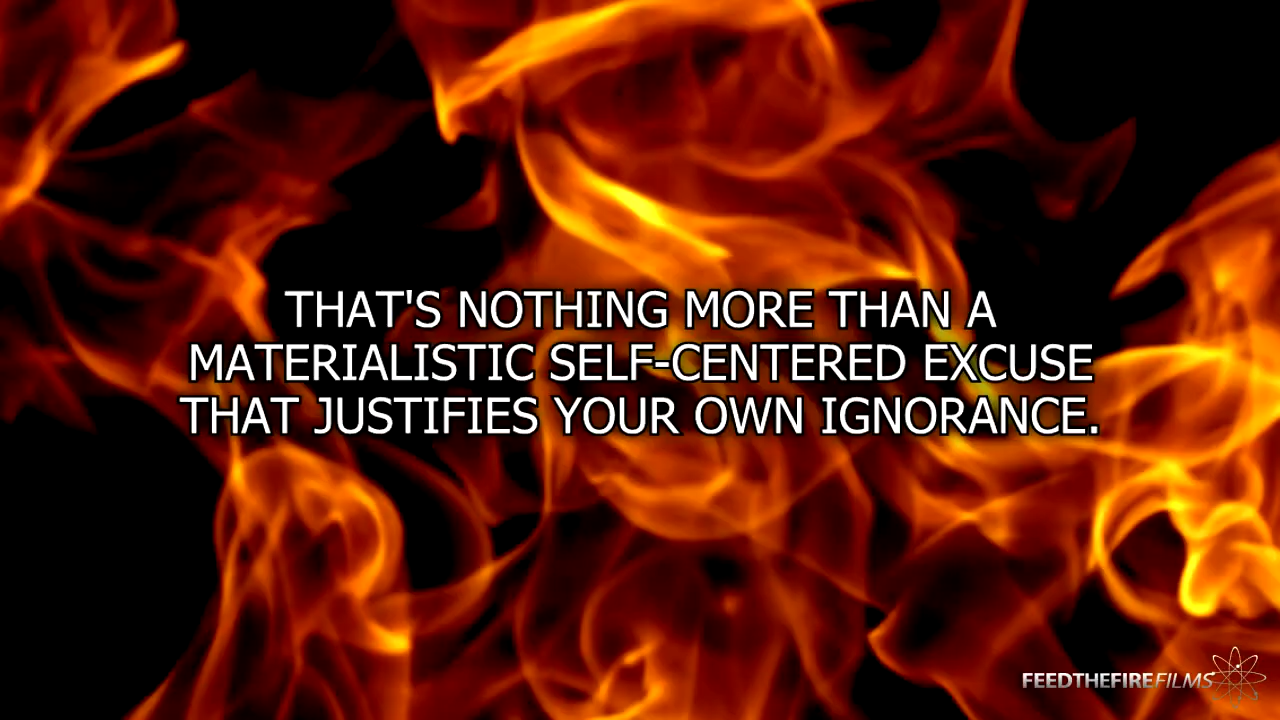 THAT'S NOTHING MORE THAN A
MATERIALISTIC SELF-CENTERED EXCUSE
THAT JUSTIFIES YOUR OWN IGNORANCE.
FEEDTHEFIREFILMS